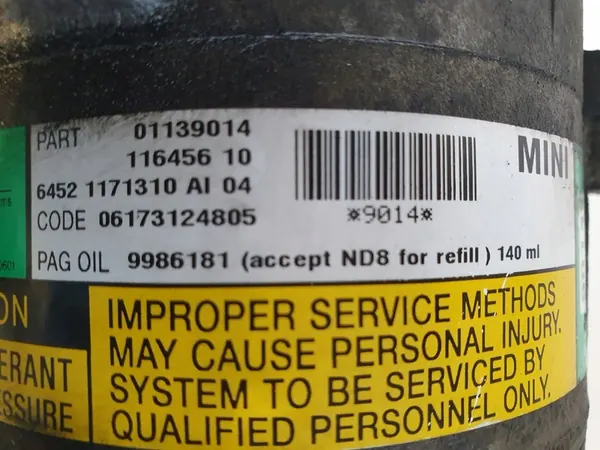 PART 01139014
116456 10
6452 1171310 AI 04
CODE 06173124805
PAG OIL 9986181 (accept ND8 for refill ) 140 ml
*9014*
MINI
ON
ERANT
ESSURE
IMPROPER SERVICE METHODS
MAY CAUSE PERSONAL INJURY.
SYSTEM TO BE SERVICED BY
QUALIFIED PERSONNEL ONLY.